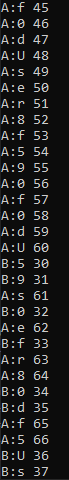 A:f 45
A:0 46
A:d 47
A:U 48
A:s 49
A:e 50
A:r 51
A:8 52
A:f 53
A:5 54
A:9 55
A:0 56
A:f 57
A:0 58
A:d 59
A:U 60
B:5 30
B:9 31
A:s 61
B:0 32
A:e 62
B:f 33
A:r 63
A:8 64
B:0 34
B:d 35
A:f 65
A:5 66
B:U 36
B:s 37